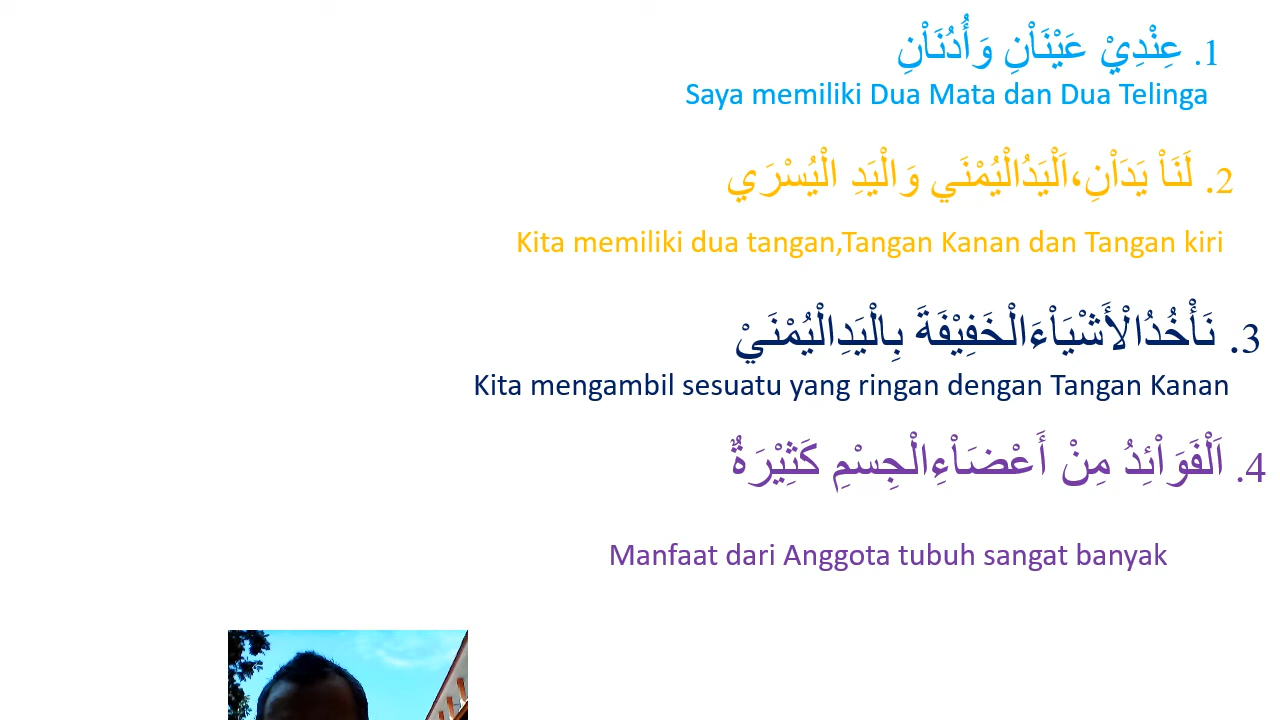 1. عِنْدِيْ عَيْنَاْنِ وَأُدُنَاْنِ
Saya memiliki Dua Mata dan Dua Telinga
2. لَنَاْ يَدَاْنِ،اَلْيَدُالْيُمْنَي وَالْيَدِ الْيُسْرَي
Kita memiliki dua tangan,Tangan Kanan dan Tangan kiri
3. نَأْخُدُالْأَشْيَاْءَالْخَفِيْفَةَ بِالْيَدِالْيُمْنَيْ
Kita mengambil sesuatu yang ringan dengan Tangan Kanan
4. اَلْفَوَاْئِدُ مِنْ أَعْضَاْءِالْجِسْمِ كَثِيْرَةٌ
Manfaat dari Anggota tubuh sangat banyak